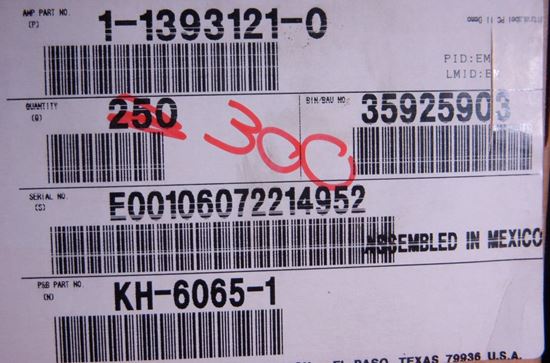 AMP PART NO.
(P)
1-1393121-0
PID:EM
LMID:E
QUANTITY
(Q)
250
300
BIN/BAU NO.
35925903
SERIAL NO.
(S)
E00106072214952
ASSEMBLED IN MEXICO
P&B PART NO.
(N)
KH-6065-1
EL PASO, TEXAS 79936 U.S.A.